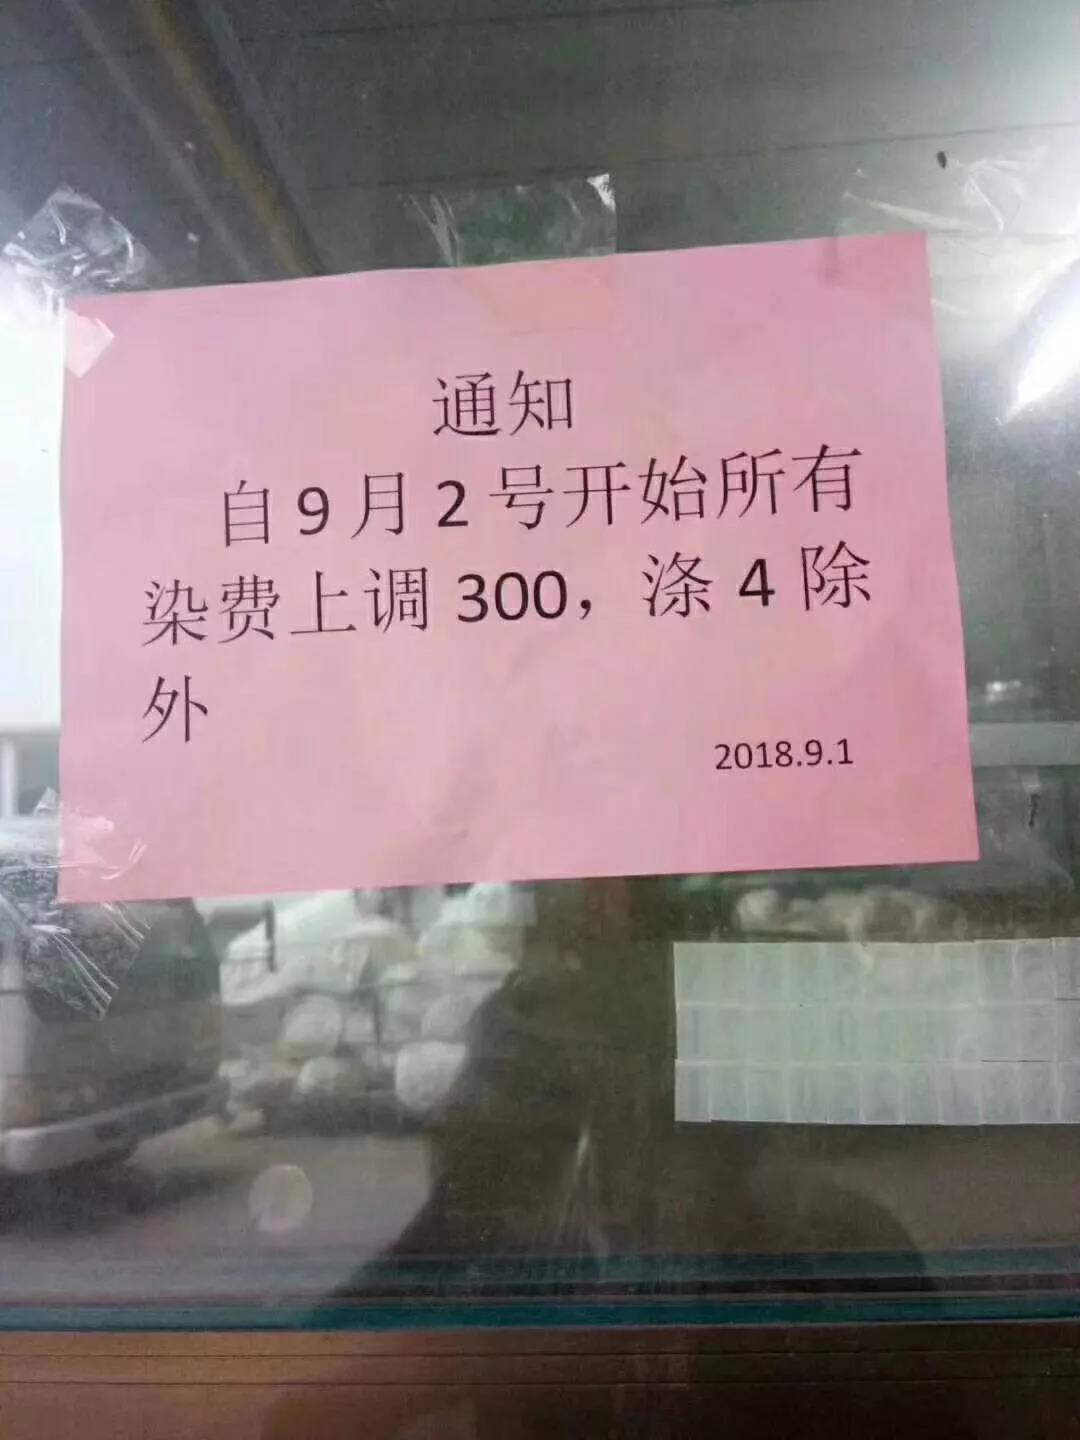 通知
自9月2号开始所有
染费上调300，涤4除
外
2018.9.1